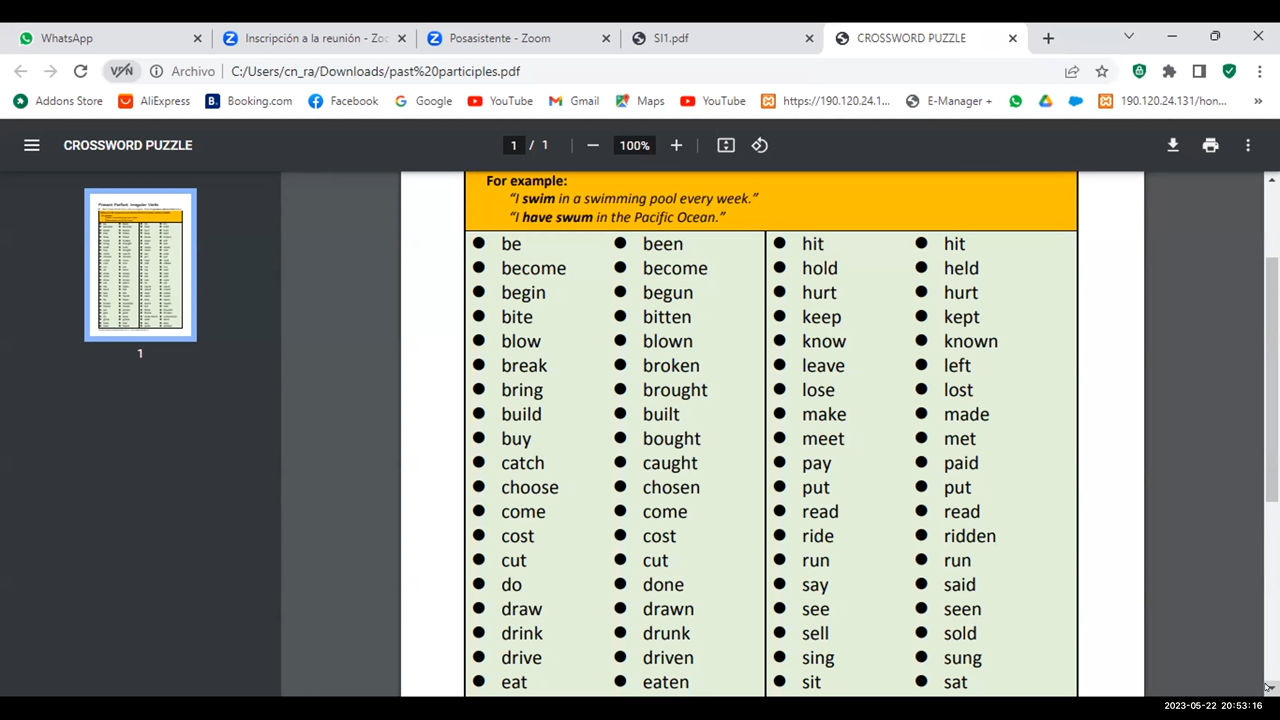 WhatsApp
Inscripción a la reunión - Zoo
Posasistente - Zoom
SI1.pdf
CROSSWORD PUZZLE
VPN
Archivo
C:/Users/cn_ra/Downloads/past%20participles.pdf
Addons Store
AliExpress
Booking.com
Facebook
Google
YouTube
Gmail
Maps
YouTube
https://190.120.24.1...
E-Manager +
190.120.24.131/hon...
CROSSWORD PUZZLE
1 / 1
100%
Present Perfect: Irregular Verbs
1
For example:
"I swim in a swimming pool every week."
"I have swum in the Pacific Ocean."
be been hit hit
become become hold held
begin begun hurt hurt
bite bitten keep kept
blow blown know known
break broken leave left
bring brought lose lost
build built make made
buy bought meet met
catch caught pay paid
choose chosen put put
come come read read
cost cost ride ridden
cut cut run run
do done say said
draw drawn see seen
drink drunk sell sold
drive driven sing sung
eat eaten sit sat
2023-05-22 20:53:16